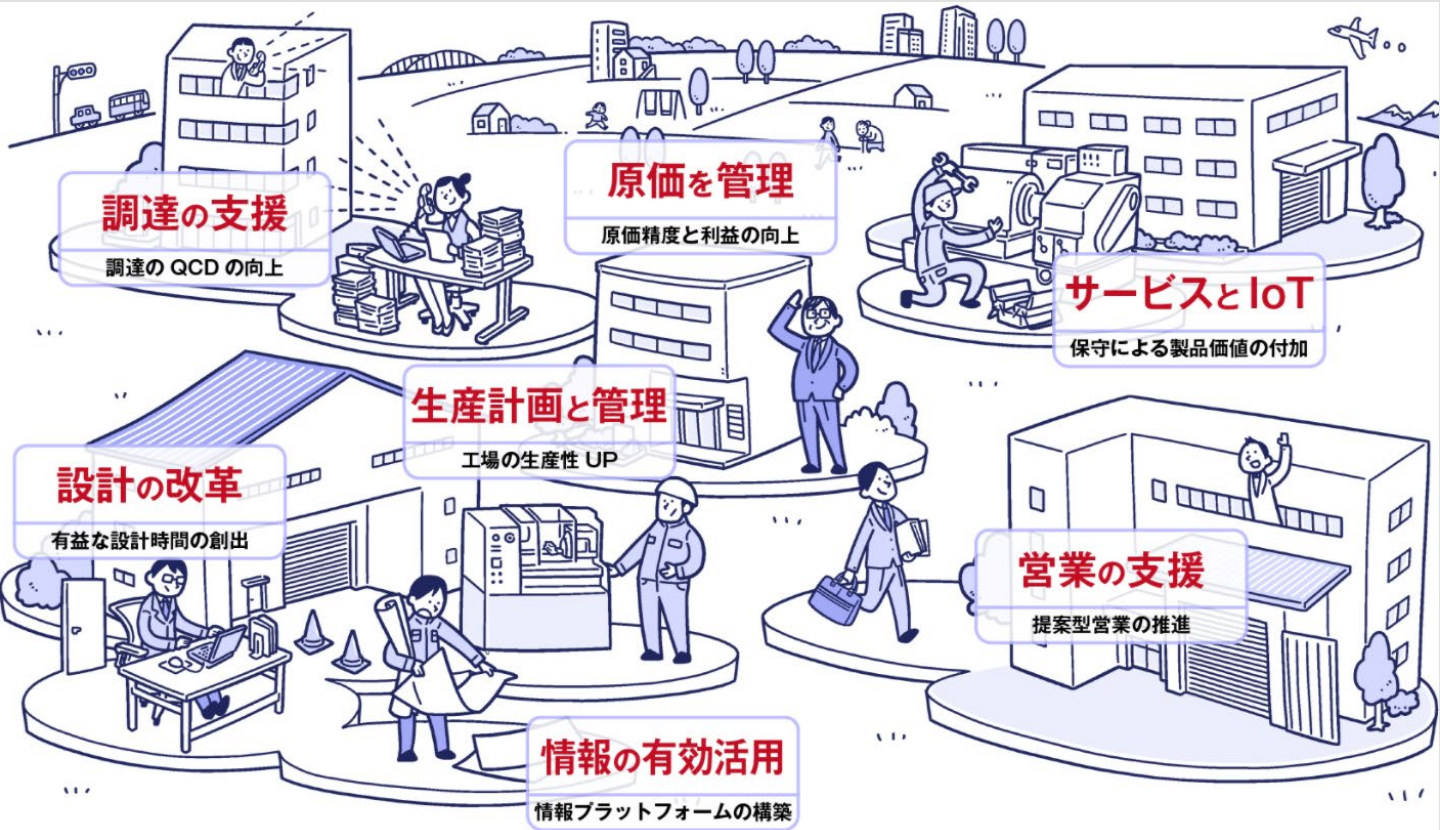 調達の支援
調達の QCD の向上
原価を管理
原価精度と利益の向上
サービスと IoT
保守による製品価値の付加
生産計画と管理
工場の生産性 UP
設計の改革
有益な設計時間の創出
営業の支援
提案型営業の推進
情報の有効活用
情報プラットフォームの構築